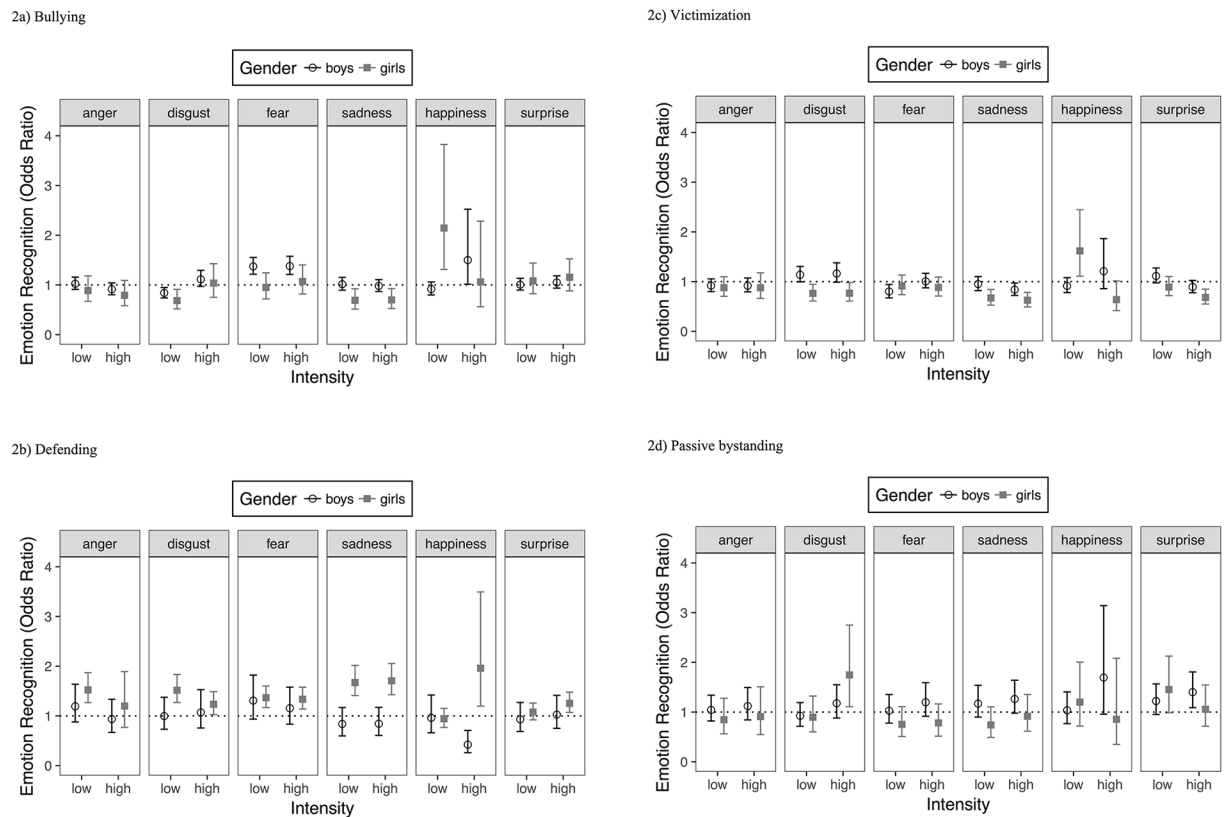 2a) Bullying
Gender boys girls
anger disgust fear sadness happiness surprise
Emotion Recognition (Odds Ratio)
4
3
2
1
0
low high low high low high low high low high low high
Intensity
2c) Victimization
Gender boys girls
anger disgust fear sadness happiness surprise
Emotion Recognition (Odds Ratio)
4
3
2
1
0
low high low high low high low high low high low high
Intensity
2b) Defending
Gender boys girls
anger disgust fear sadness happiness surprise
Emotion Recognition (Odds Ratio)
4
3
2
1
0
low high low high low high low high low high low high
Intensity
2d) Passive bystanding
Gender boys girls
anger disgust fear sadness happiness surprise
Emotion Recognition (Odds Ratio)
4
3
2
1
0
low high low high low high low high low high low high
Intensity